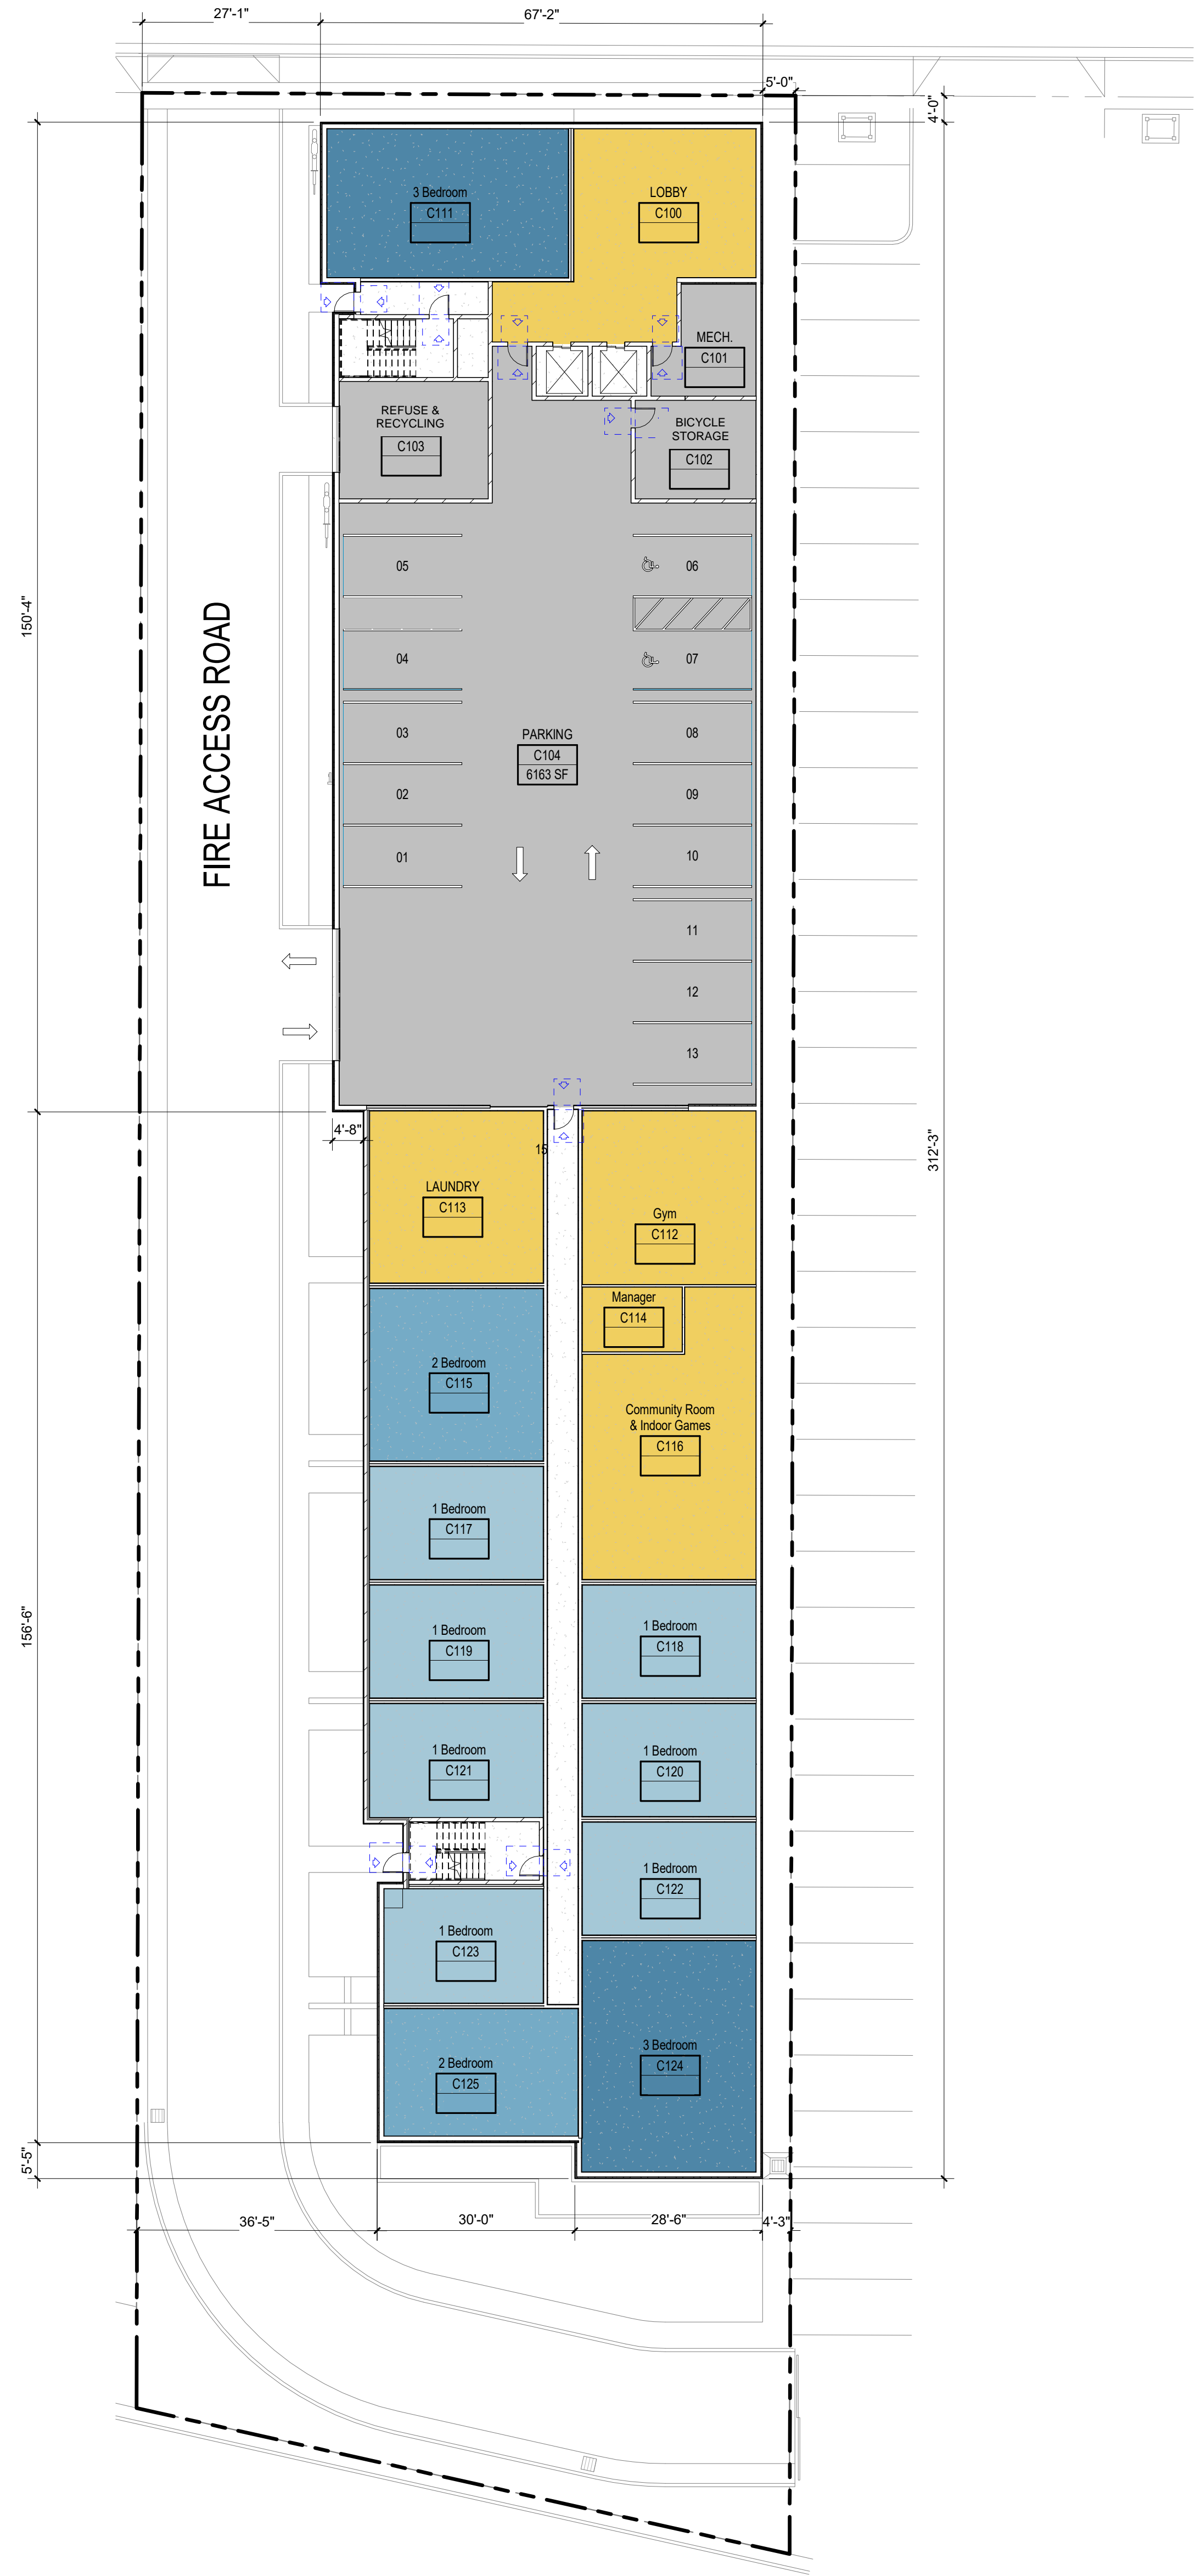 27'-1"
67'-2"
5'-0"
4'-0"
3 Bedroom
C111
LOBBY
C100
MECH.
C101
REFUSE &
RECYCLING
C103
BICYCLE
STORAGE
C102
150'-4"
FIRE ACCESS ROAD
05
06
04
07
03
08
PARKING
C104
6163 SF
02
09
01
10
11
12
13
4'-8"
15
312'-3"
LAUNDRY
C113
Gym
C112
Manager
C114
2 Bedroom
C115
Community Room
& Indoor Games
C116
1 Bedroom
C117
156'-6"
1 Bedroom
C119
1 Bedroom
C118
1 Bedroom
C121
1 Bedroom
C120
1 Bedroom
C122
1 Bedroom
C123
3 Bedroom
C124
2 Bedroom
C125
5'-5"
36'-5"
30'-0"
28'-6"
4'-3"